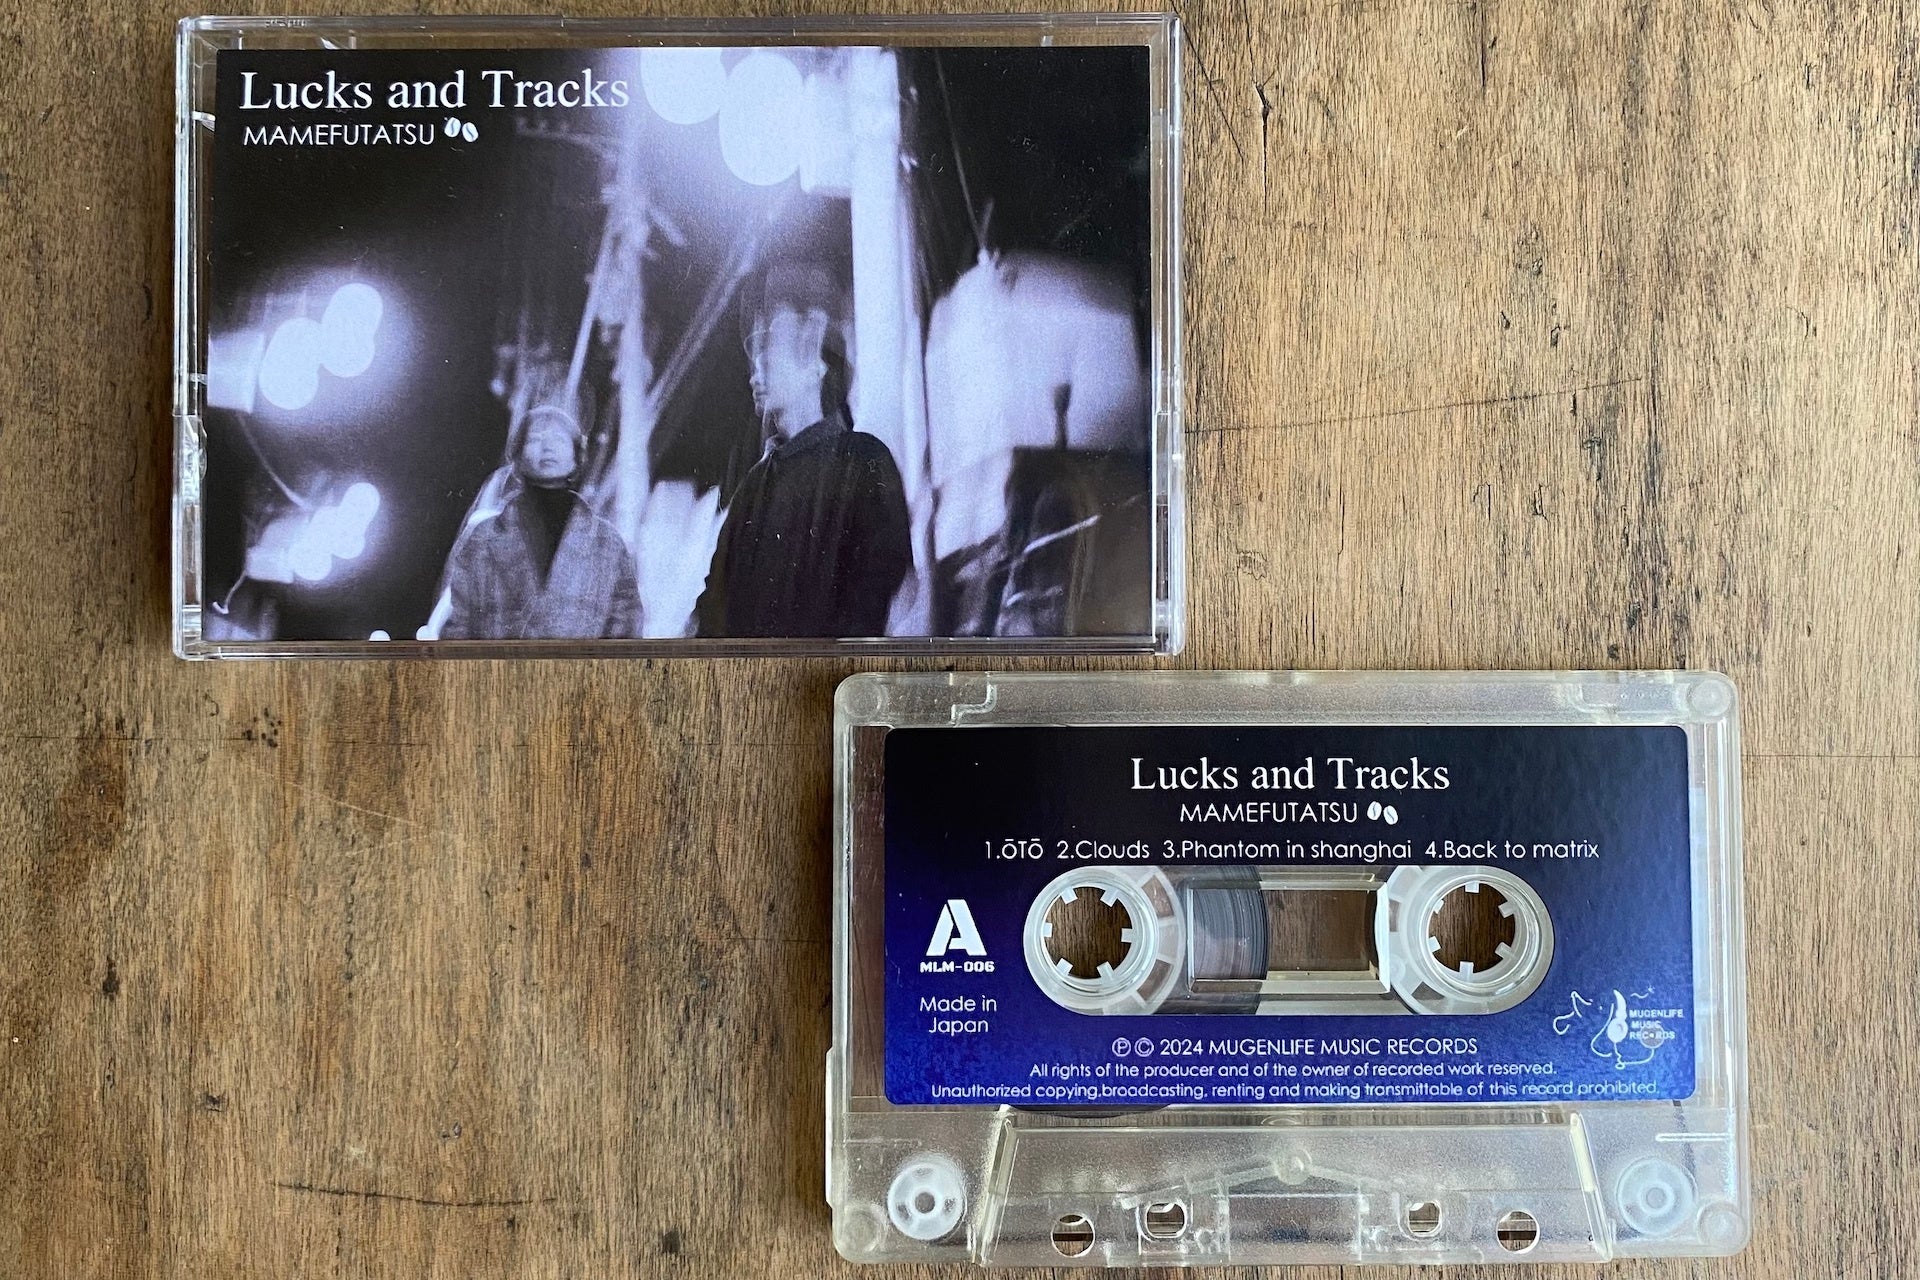 Lucks and Tracks
MAMEFUTATSU
Lucks and Tracks
MAMEFUTATSU
1.ōTō 2.Clouds 3.Phantom in shanghai 4.Back to matrix
A
MLM-006
Made in
Japan
MUGENLIFE
MUSIC
RECORDS
Ⓟ © 2024 MUGENLIFE MUSIC RECORDS
All rights of the producer and of the owner of recorded work reserved.
Unauthorized copying,broadcasting, renting and making transmittable of this record prohibited.